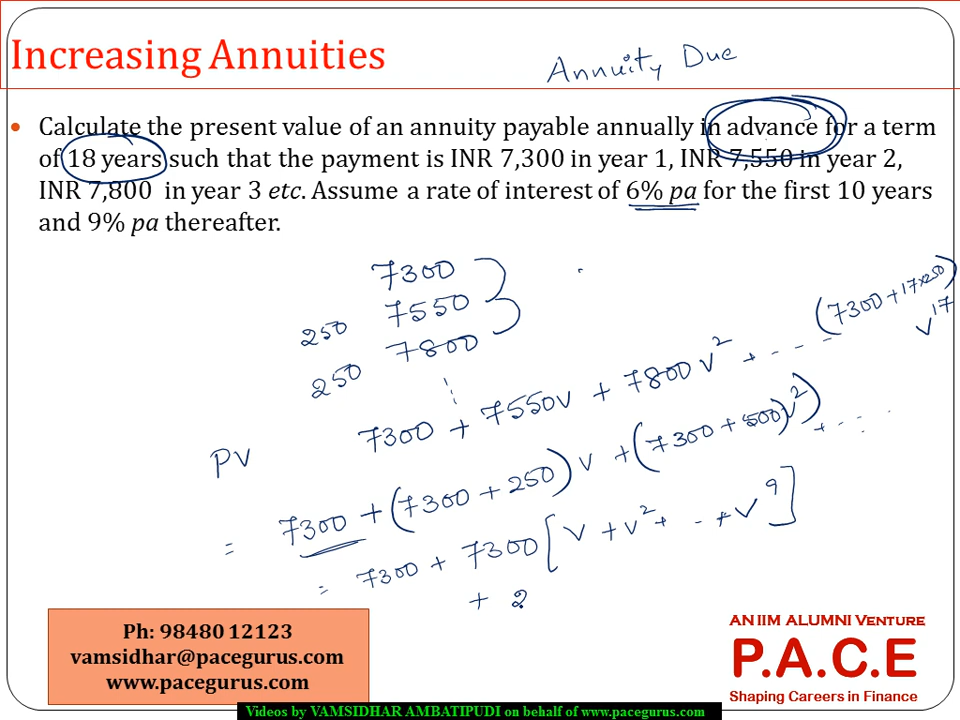 Increasing Annuities
Annuity Due
• Calculate the present value of an annuity payable annually in advance for a term
of 18 years such that the payment is INR 7,300 in year 1, INR 7,550 in year 2,
INR 7,800 in year 3 etc. Assume a rate of interest of 6% pa for the first 10 years
and 9% pa thereafter.
7300
250 7550
250 7800
⋮
PV 7300 + 7550v + 7800v² + - - - (7300 + 17×250) v¹⁷
= 7300 + (7300 + 250)v + (7300 + 500)v²) + - - -
= 7300 + 7300 [v + v² + - - + v⁹]
+ 2
Ph: 98480 12123
vamsidhar@pacegurus.com
www.pacegurus.com
AN IIM ALUMNI VENTURE
P.A.C.E
Shaping Careers in Finance
Videos by VAMSIDHAR AMBATIPUDI on behalf of www.pacegurus.com